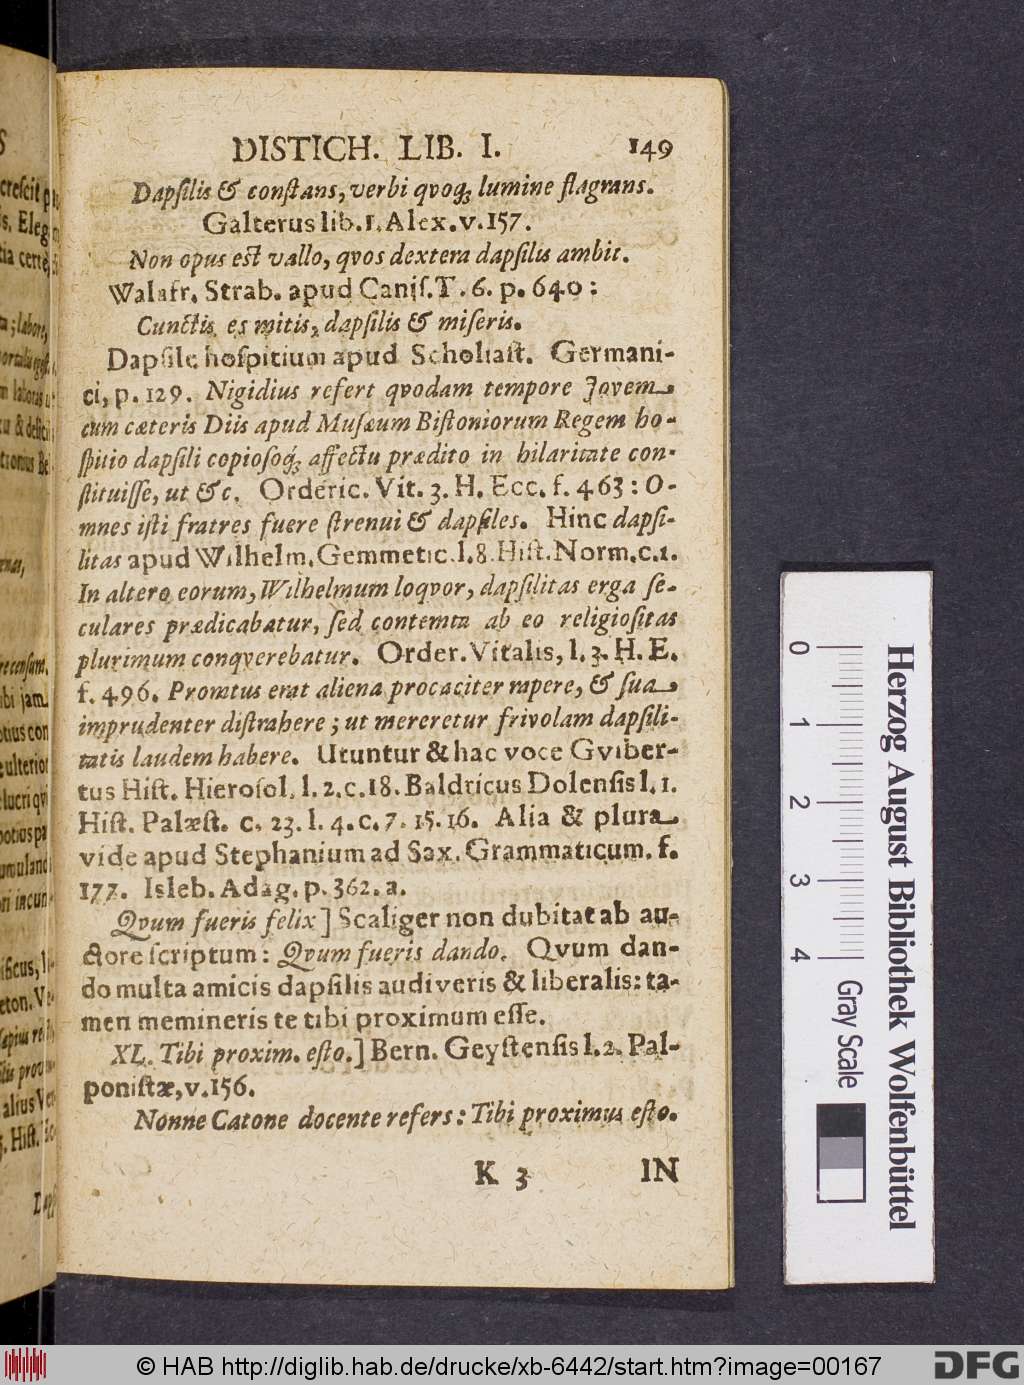 DISTICH. LIB. I. 149
Dapſilis & conſtans, verbi qvoq; lumine flagrans.
Galterus lib. 1. Alex. v. 157.
Non opus est vallo, qvos dextera dapſilis ambit.
Walafr. Strab. apud Caniſ. T. 6. p. 640:
Cunctis es mitis, dapſilis & miſeris.
Dapſile hoſpitium apud Scholiaſt. Germani-
ci, p. 129. Nigidius refert qvodam tempore Jovem
cum cæteris Diis apud Muſæum Biſtoniorum Regem ho-
ſpitio dapſili copioſoq; affectu prædito in hilaritate con-
ſtituiſſe, ut &c. Orderic. Vit. 3. H. Ecc. f. 463: O-
mnes iſti fratres fuere ſtrenui & dapſiles. Hinc dapſi-
litas apud Wilhelm. Gemmetic. l. 8. Hiſt. Norm. c. 1.
In altero eorum, Wilhelmum loqvor, dapſilitas erga ſe-
culares prædicabatur, ſed contemta ab eo religioſitas
plurimum conqverebatur. Order. Vitalis, l. 3. H. E.
f. 496. Promtus erat aliena procaciter rapere, & ſua
imprudenter diſtrahere; ut mereretur frivolam dapſili-
tatis laudem habere. Utuntur & hac voce Gviber-
tus Hiſt. Hieroſol. l. 2. c. 18. Baldricus Dolenſis l. 1.
Hiſt. Palæſt. c. 23. l. 4. c. 7. 15. 16. Alia & plura
vide apud Stephanium ad Sax. Grammaticum. f.
177. Isleb. Adag. p. 362. a.
Qvum fueris felix] Scaliger non dubitat ab au-
ctore ſcriptum: Qvum fueris dando. Qvum dan-
do multa amicis dapſilis audiveris & liberalis: ta-
men memineris te tibi proximum eſſe.
XL. Tibi proxim. eſto.] Bern. Geyſtenſis l. 2. Pal-
poniſtæ, v. 156.
Nonne Catone docente refers: Tibi proximus eſto.
K 3 IN
Herzog August Bibliothek Wolfenbüttel
0 1 2 3 4 Gray Scale
© HAB http://diglib.hab.de/drucke/xb-6442/start.htm?image=00167
DFG